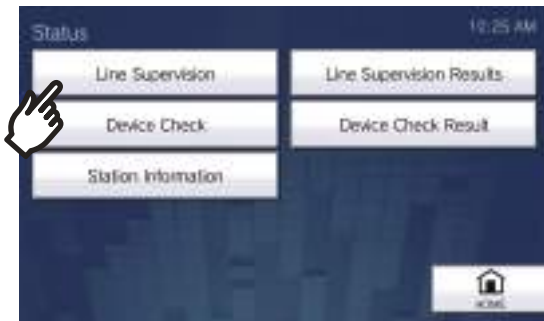 Status 10:25 AM
Line Supervision Line Supervision Results
Device Check Device Check Result
Station Information
HOME